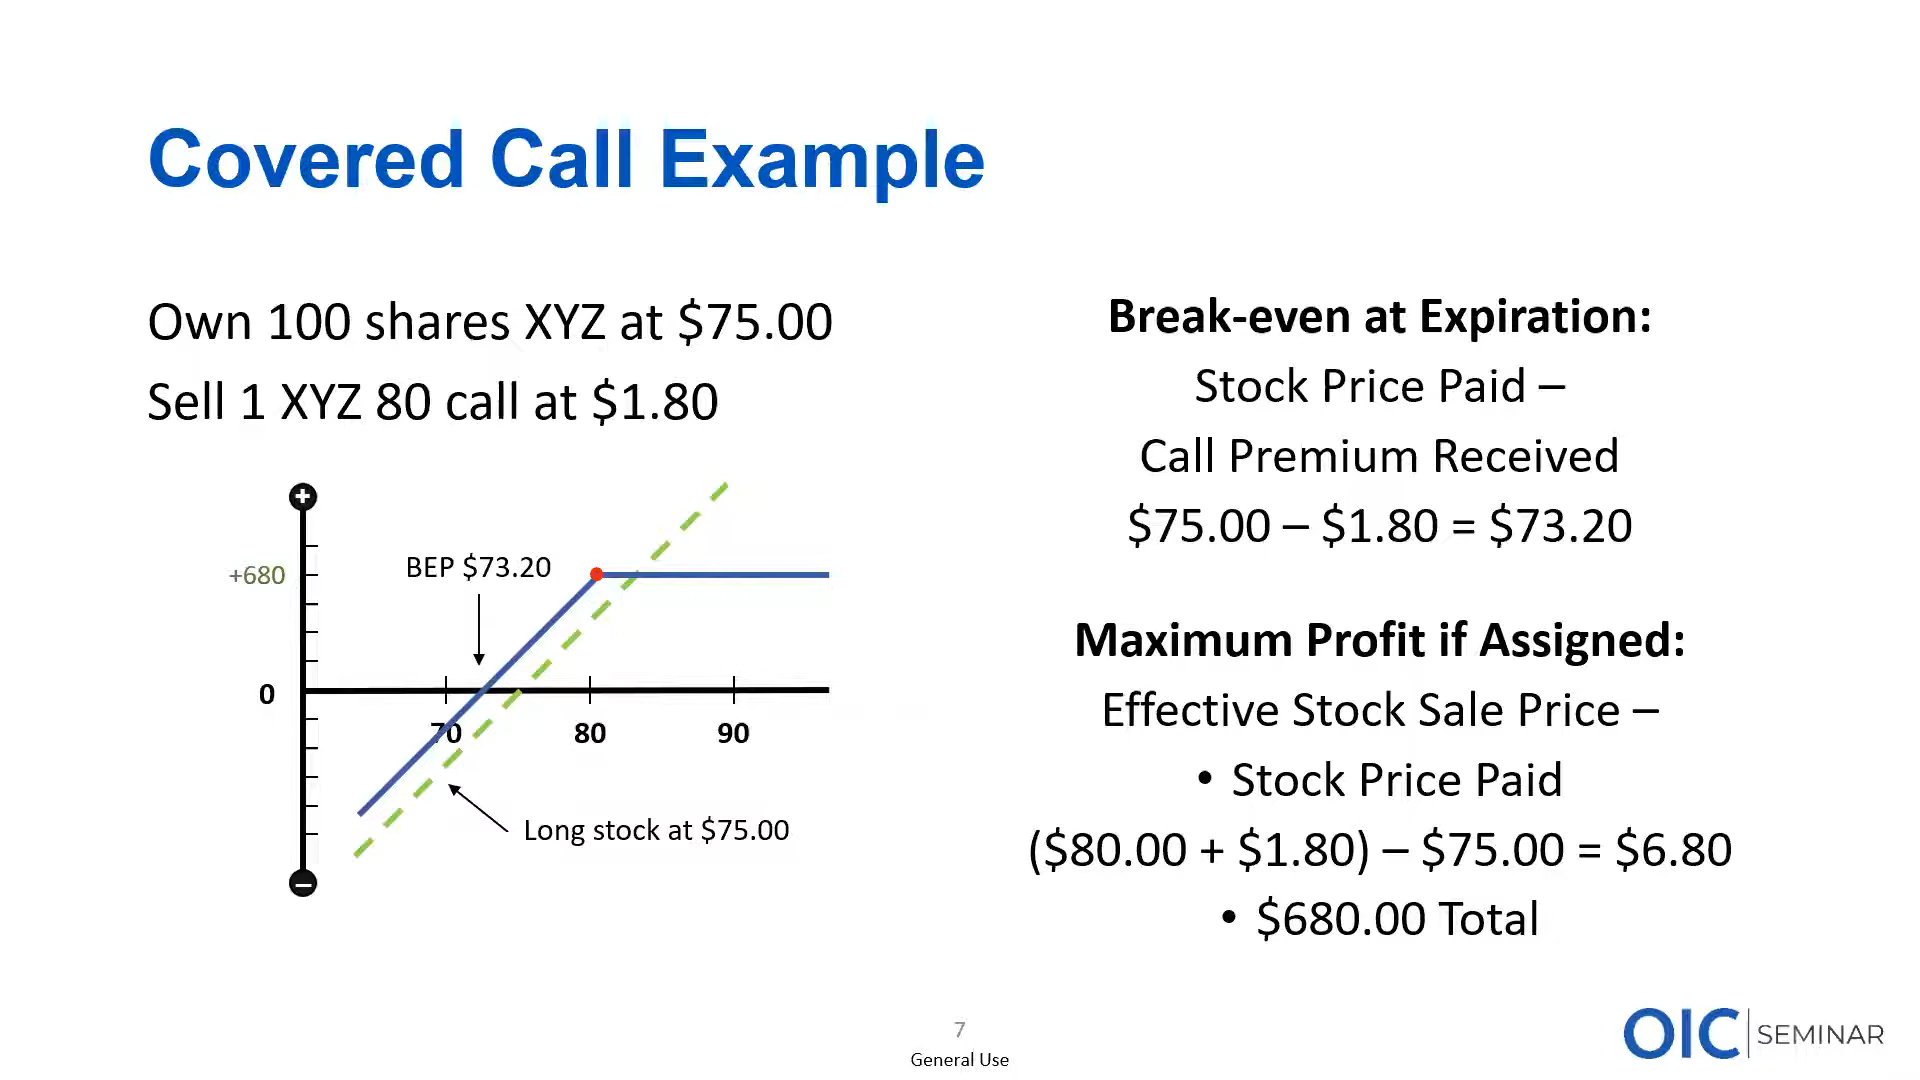 Covered Call Example
Own 100 shares XYZ at $75.00
Sell 1 XYZ 80 call at $1.80
+
+680
BEP $73.20
0
70
80
90
Long stock at $75.00
–
Break-even at Expiration:
Stock Price Paid –
Call Premium Received
$75.00 – $1.80 = $73.20
Maximum Profit if Assigned:
Effective Stock Sale Price –
• Stock Price Paid
($80.00 + $1.80) – $75.00 = $6.80
• $680.00 Total
7
General Use
OIC SEMINAR